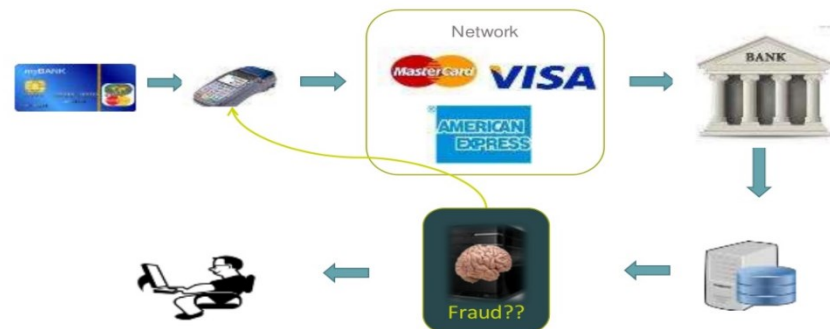 Network
myBANK
MasterCard
VISA
AMERICAN
EXPRESS
BANK
Fraud??